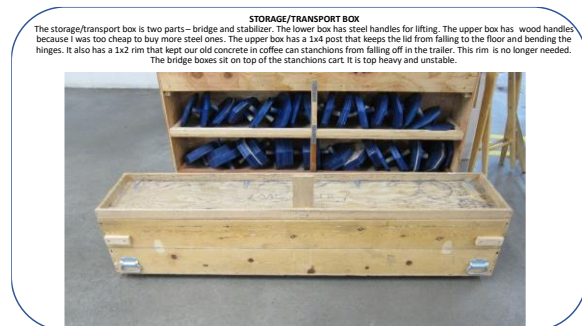 STORAGE/TRANSPORT BOX
The storage/transport box is two parts – bridge and stabilizer. The lower box has steel handles for lifting. The upper box has wood handles
because I was too cheap to buy more steel ones. The upper box has a 1x4 post that keeps the lid from falling to the floor and bending the
hinges. It also has a 1x2 rim that kept our old concrete in coffee can stanchions from falling off in the trailer. This rim is no longer needed.
The bridge boxes sit on top of the stanchions cart. It is top heavy and unstable.